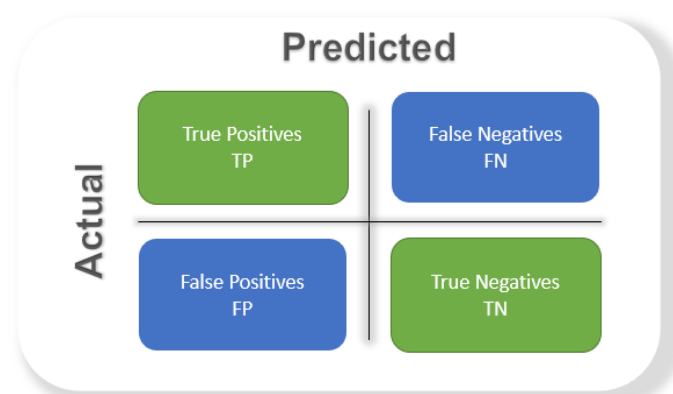 Predicted
Actual
True Positives
TP
False Negatives
FN
False Positives
FP
True Negatives
TN